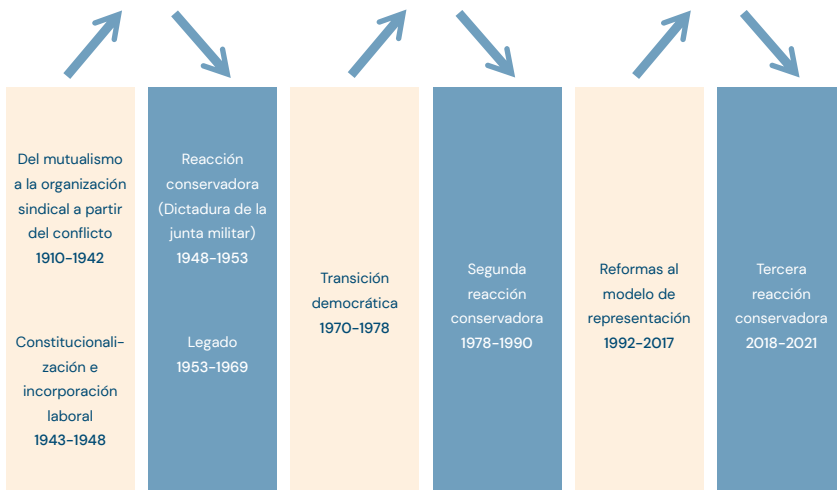 Del mutualismo
a la organización
sindical a partir
del conflicto
1910-1942
Constitucionali-
zación e
incorporación
laboral
1943-1948
Reacción
conservadora
(Dictadura de la
junta militar)
1948-1953
Legado
1953-1969
Transición
democrática
1970-1978
Segunda
reacción
conservadora
1978-1990
Reformas al
modelo de
representación
1992-2017
Tercera
reacción
conservadora
2018-2021